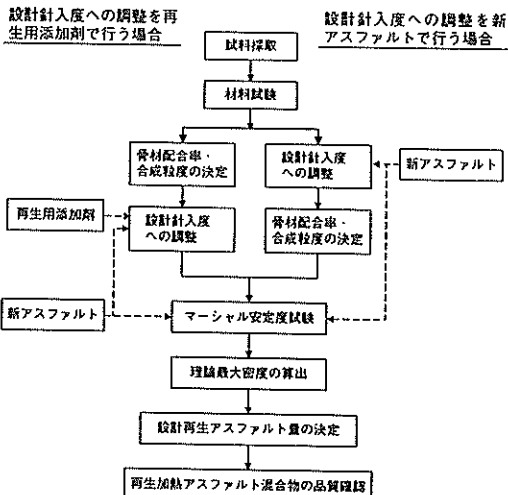 設計針入度への調整を再
生用添加剤で行う場合
設計針入度への調整を新
アスファルトで行う場合
試料採取
材料試験
骨材配合率・
合成粒度の決定
設計針入度
への調整
新アスファルト
再生用添加剤
設計針入度
への調整
骨材配合率・
合成粒度の決定
新アスファルト
マーシャル安定度試験
理論最大密度の算出
設計再生アスファルト量の決定
再生加熱アスファルト混合物の品質確認